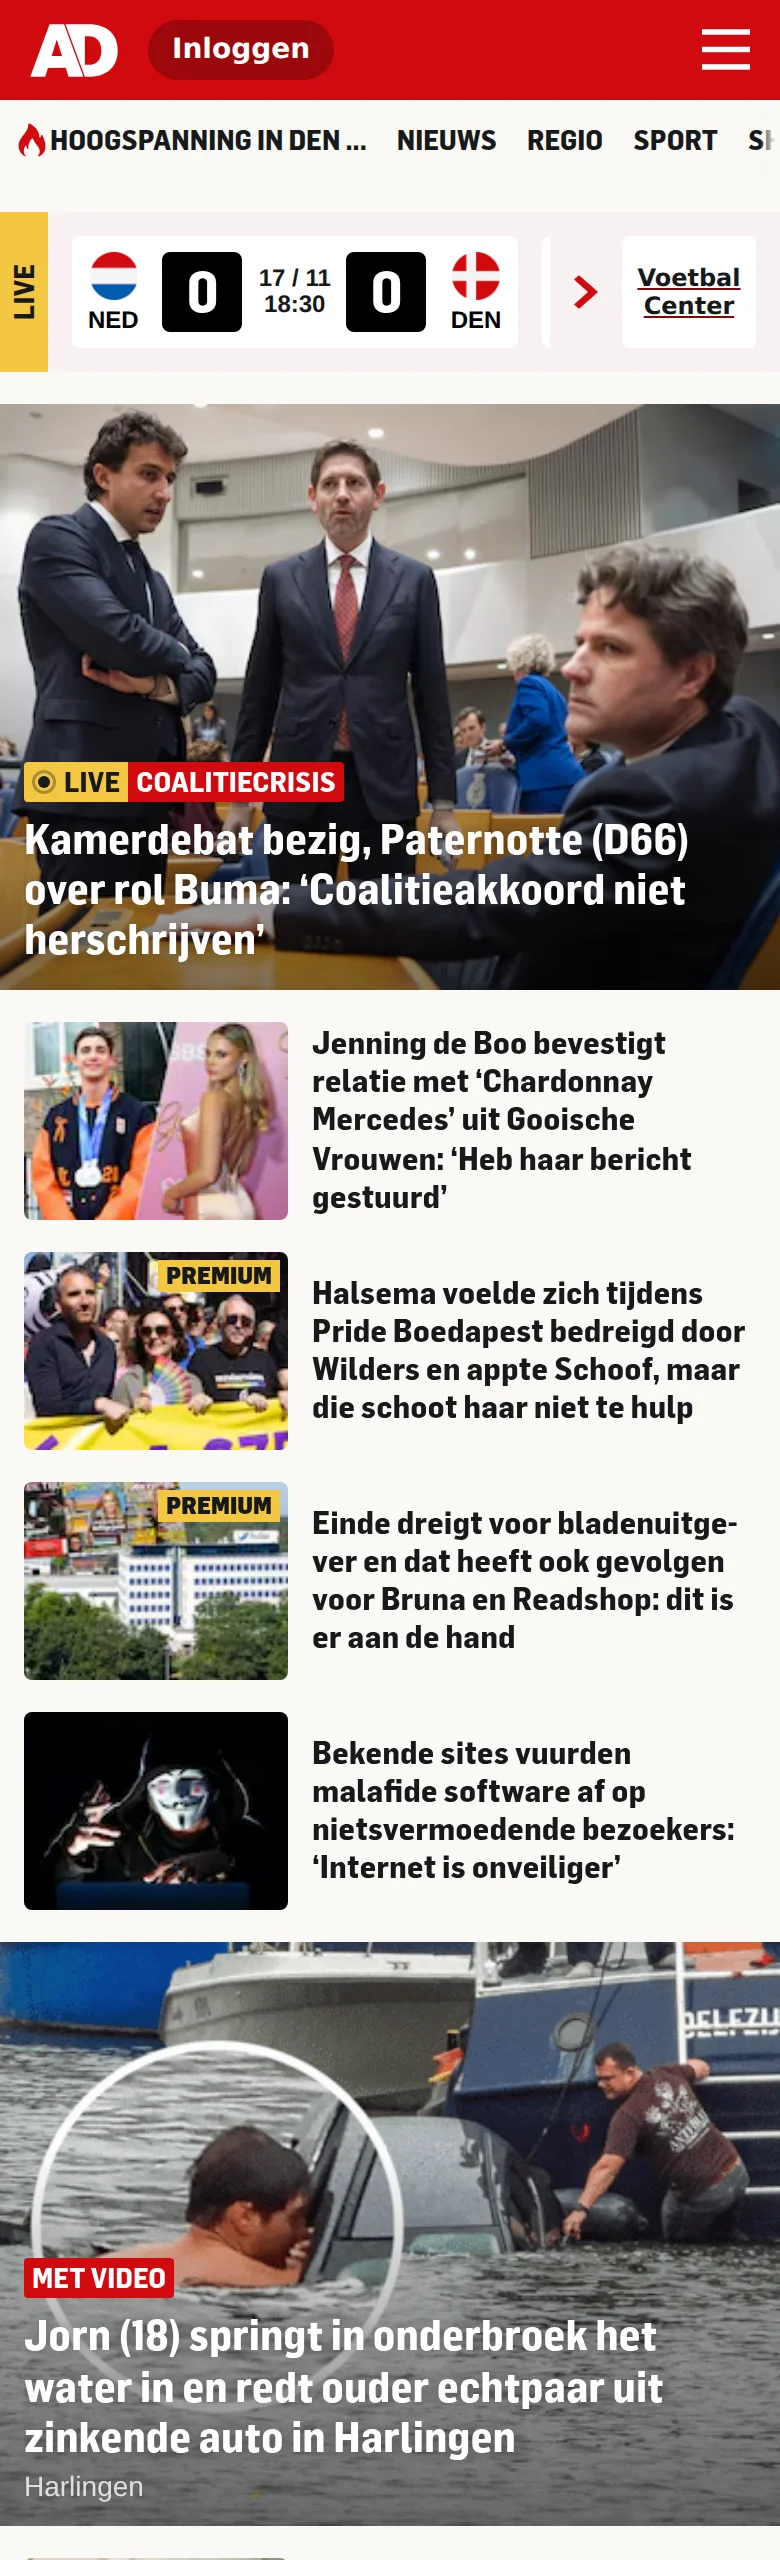 AD
Inloggen
HOOGSPANNING IN DEN ...
NIEUWS
REGIO
SPORT
LIVE
0
17 / 11
18:30
0
NED
DEN
Voetbal
Center
LIVE COALITIECRISIS
Kamerdebat bezig, Paternotte (D66)
over rol Buma: ‘Coalitieakkoord niet
herschrijven’
Jenning de Boo bevestigt
relatie met ‘Chardonnay
Mercedes’ uit Gooische
Vrouwen: ‘Heb haar bericht
gestuurd’
PREMIUM
Halsema voelde zich tijdens
Pride Boedapest bedreigd door
Wilders en appte Schoof, maar
die schoot haar niet te hulp
PREMIUM
Einde dreigt voor bladenuitge-
ver en dat heeft ook gevolgen
voor Bruna en Readshop: dit is
er aan de hand
Bekende sites vuurden
malafide software af op
nietsvermoedende bezoekers:
‘Internet is onveiliger’
MET VIDEO
Jorn (18) springt in onderbroek het
water in en redt ouder echtpaar uit
zinkende auto in Harlingen
Harlingen